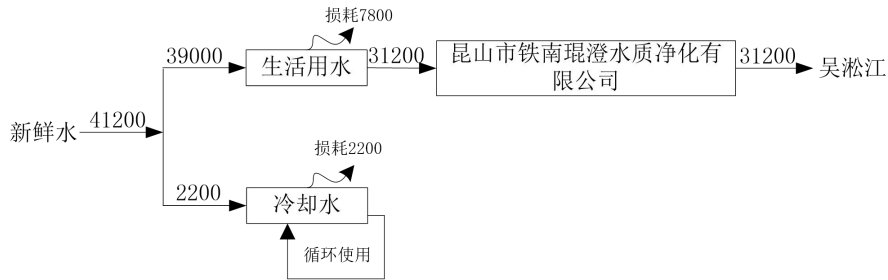 损耗7800
39000
生活用水
31200
昆山市铁南琨澄水质净化有
限公司
31200
吴淞江
新鲜水
41200
损耗2200
2200
冷却水
循环使用